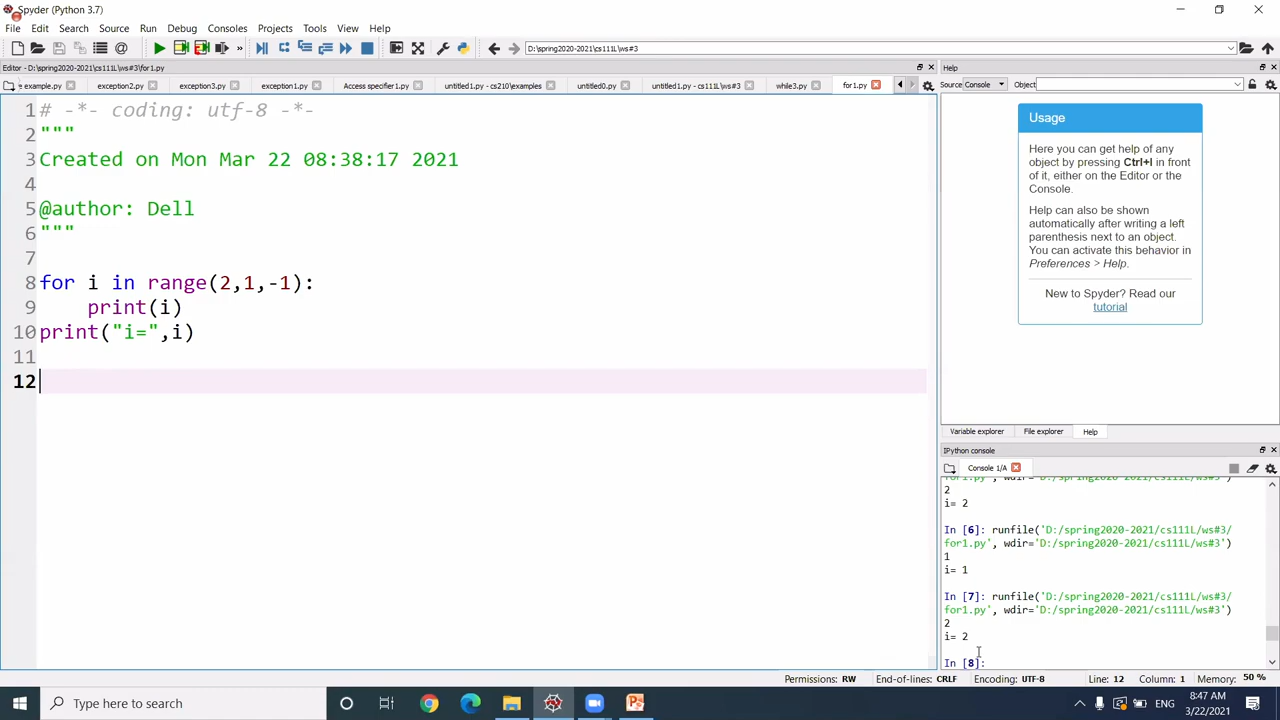 Spyder (Python 3.7)
File Edit Search Source Run Debug Consoles Projects Tools View Help
D:\spring2020-2021\cs111L\ws#3
Editor - D:\spring2020-2021\cs111L\ws#3\for1.py
Help
e example.py exception2.py exception3.py exception1.py Access specifier1.py untitled1.py - cs210\examples untitled0.py untitled1.py - cs111L\ws#3 while3.py for1.py
Source Console Object
1 # -*- coding: utf-8 -*-
2 """
3 Created on Mon Mar 22 08:38:17 2021
4
5 @author: Dell
6 """
7
8 for i in range(2,1,-1):
9 print(i)
10 print("i=",i)
11
12
Usage
Here you can get help of any
object by pressing Ctrl+I in front
of it, either on the Editor or the
Console.
Help can also be shown
automatically after writing a left
parenthesis next to an object.
You can activate this behavior in
Preferences > Help.
New to Spyder? Read our
tutorial
Variable explorer File explorer Help
IPython console
Console 1/A
for1.py', wdir='D:/spring2020-2021/cs111L/ws#3')
2
i= 2
In [6]: runfile('D:/spring2020-2021/cs111L/ws#3/
for1.py', wdir='D:/spring2020-2021/cs111L/ws#3')
1
i= 1
In [7]: runfile('D:/spring2020-2021/cs111L/ws#3/
for1.py', wdir='D:/spring2020-2021/cs111L/ws#3')
2
i= 2
In [8]:
Permissions: RW End-of-lines: CRLF Encoding: UTF-8 Line: 12 Column: 1 Memory: 50 %
Type here to search
ENG
8:47 AM
3/22/2021